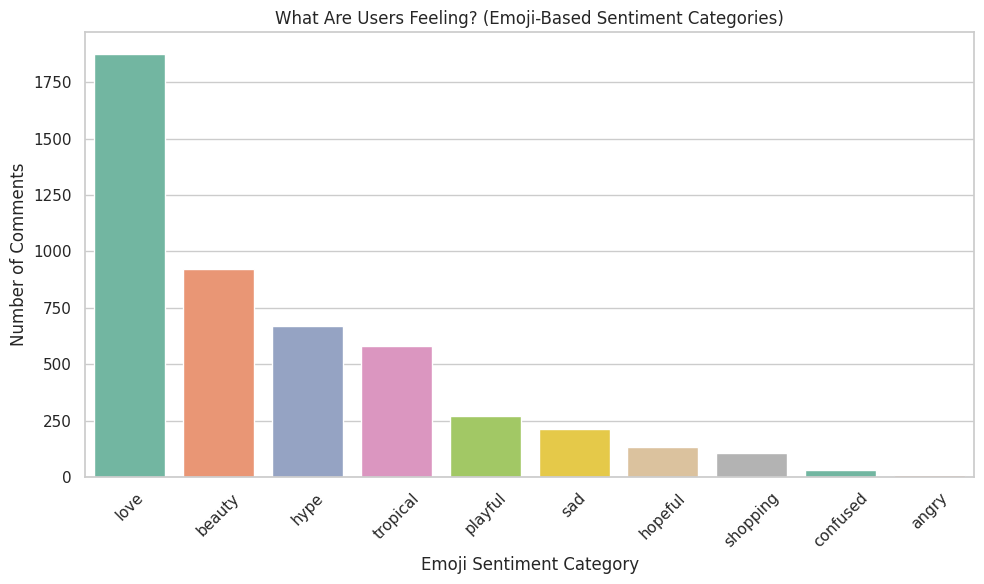 What Are Users Feeling? (Emoji-Based Sentiment Categories)
Number of Comments
1750
1500
1250
1000
750
500
250
0
love
beauty
hype
tropical
playful
sad
hopeful
shopping
confused
angry
Emoji Sentiment Category